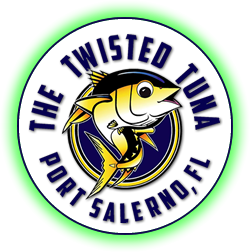 THE TWISTED TUNA
PORT SALERNO, FL